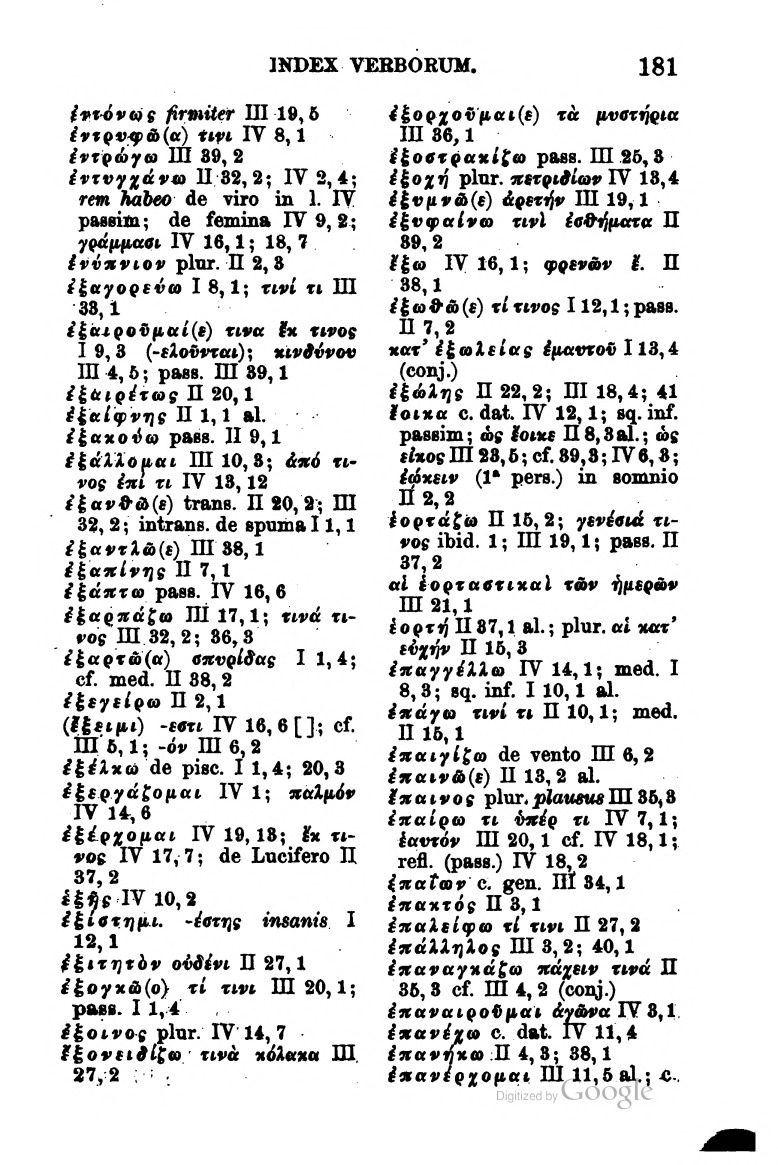 INDEX VERBORUM. 181
ἐντόνως firmiter III 19, 5
ἐντρυφῶ(α) τινι IV 8, 1
ἐντρώγω III 39, 2
ἐντυγχάνω II 32, 2; IV 2, 4;
rem habeo de viro in l. IV
passim; de femina IV 9, 2;
γράμμασι IV 16, 1; 18, 7
ἐνύπνιον plur. II 2, 3
ἐξαγορεύω I 8, 1; τινί τι III
33, 1
ἐξαιροῦμαί(ε) τινα ἔκ τινος
I 9, 3 (-ελοῦνται); κινδύνου
III 4, 5; pass. III 39, 1
ἐξαιρέτως II 20, 1
ἐξαίφνης II 1, 1 al.
ἐξακούω pass. II 9, 1
ἐξάλλομαι III 10, 3; ἀπό τι-
νος ἐπί τι IV 13, 12
ἐξανθῶ(ε) trans. II 20, 2; III
32, 2; intrans. de spuma I 1, 1
ἐξαντλῶ(ε) III 38, 1
ἐξαπίνης II 7, 1
ἐξάπτω pass. IV 16, 6
ἐξαρπάζω III 17, 1; τινά τι-
νος III 32, 2; 36, 3
ἐξαρτῶ(α) σπυρίδας I 1, 4;
cf. med. II 38, 2
ἐξεγείρω II 2, 1
(ἔξειμι) -εστι IV 16, 6 [ ]; cf.
III 5, 1; -όν III 6, 2
ἐξέλκω de pisc. I 1, 4; 20, 3
ἐξεργάζομαι IV 1; παλμόν
IV 14, 6
ἐξέρχομαι IV 19, 13; ἔκ τι-
νος IV 17, 7; de Lucifero II
37, 2
ἑξῆς IV 10, 2
ἐξίστημι. -έστης insanis I
12, 1
ἐξιτητὸν οὐδένι II 27, 1
ἐξογκῶ(ο) τί τινι III 20, 1;
pass. I 1, 4
ἔξοινος plur. IV 14, 7
ἐξονειδίζω τινὰ κόλακα III
27, 2
ἐξορχοῦμαι(ε) τὰ μυστήρια
III 36, 1
ἐξοστρακίζω pass. III 25, 3
ἐξοχή plur. πετριδίων IV 13, 4
ἐξυμνῶ(ε) ἀρετήν III 19, 1
ἐξυφαίνω τινὶ ἐσθήματα II
39, 2
ἔξω IV 16, 1; φρενῶν ἔ. II
38, 1
ἐξωθῶ(ε) τί τινος I 12, 1; pass.
II 7, 2
κατ’ ἐξωλείας ἐμαυτοῦ I 13, 4
(conj.)
ἐξώλης II 22, 2; III 18, 4; 41
ἔοικα c. dat. IV 12, 1; sq. inf.
passim; ὡς ἔοικε II 8, 3 al.; ὡς
εἰκος III 23, 5; cf. 39, 3; IV 6, 3;
ἐῴκειν (1ª pers.) in somnio
II 2, 2
ἑορτάζω II 15, 2; γενέσιά τι-
νος ibid. 1; III 19, 1; pass. II
37, 2
αἱ ἑορταστικαὶ τῶν ἡμερῶν
III 21, 1
ἑορτή II 37, 1 al.; plur. αἱ κατ’
εὐχήν II 15, 3
ἐπαγγέλλω IV 14, 1; med. I
8, 3; sq. inf. I 10, 1 al.
ἐπάγω τινί τι II 10, 1; med.
II 15, 1
ἐπαιγίζω de vento III 6, 2
ἐπαινῶ(ε) II 13, 2 al.
ἔπαινος plur. plausus III 35, 3
ἐπαίρω τι ὑπέρ τι IV 7, 1;
ἑαυτόν III 20, 1 cf. IV 18, 1;
refl. (pass.) IV 18, 2
ἐπαΐων c. gen. III 34, 1
ἐπακτός II 3, 1
ἐπαλείφω τί τινι II 27, 2
ἐπάλληλος III 3, 2; 40, 1
ἐπαναγκάζω πάχειν τινά II
35, 3 cf. III 4, 2 (conj.)
ἐπαναιροῦμαι ἀγῶνα IV 3, 1
ἐπανέχω c. dat. IV 11, 4
ἐπανήκω II 4, 3; 38, 1
ἐπανέρχομαι III 11, 5 al.; c.
Digitized by Google